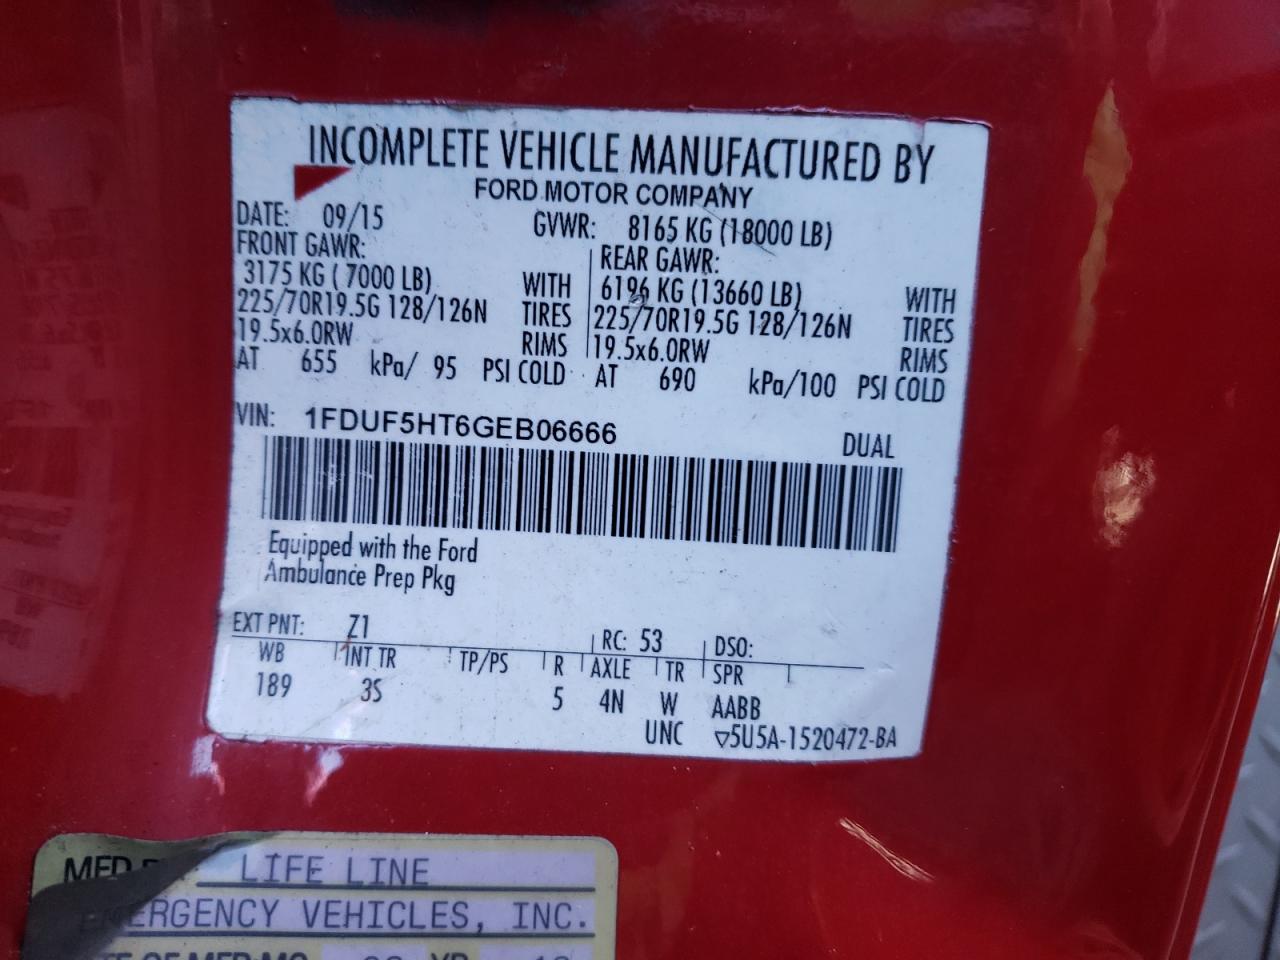 INCOMPLETE VEHICLE MANUFACTURED BY
FORD MOTOR COMPANY
DATE: 09/15 GVWR: 8165 KG (18000 LB)
FRONT GAWR: REAR GAWR:
3175 KG ( 7000 LB) WITH 6196 KG (13660 LB) WITH
225/70R19.5G 128/126N TIRES 225/70R19.5G 128/126N TIRES
19.5x6.0RW RIMS 19.5x6.0RW RIMS
AT 655 kPa/ 95 PSI COLD AT 690 kPa/100 PSI COLD
VIN: 1FDUF5HT6GEB06666 DUAL
Equipped with the Ford
Ambulance Prep Pkg
EXT PNT: Z1 RC: 53 DSO:
WB INT TR TP/PS R AXLE TR SPR
189 3S 5 4N W AABB
UNC ▽5U5A-1520472-BA
LIFE LINE
EMERGENCY VEHICLES, INC.